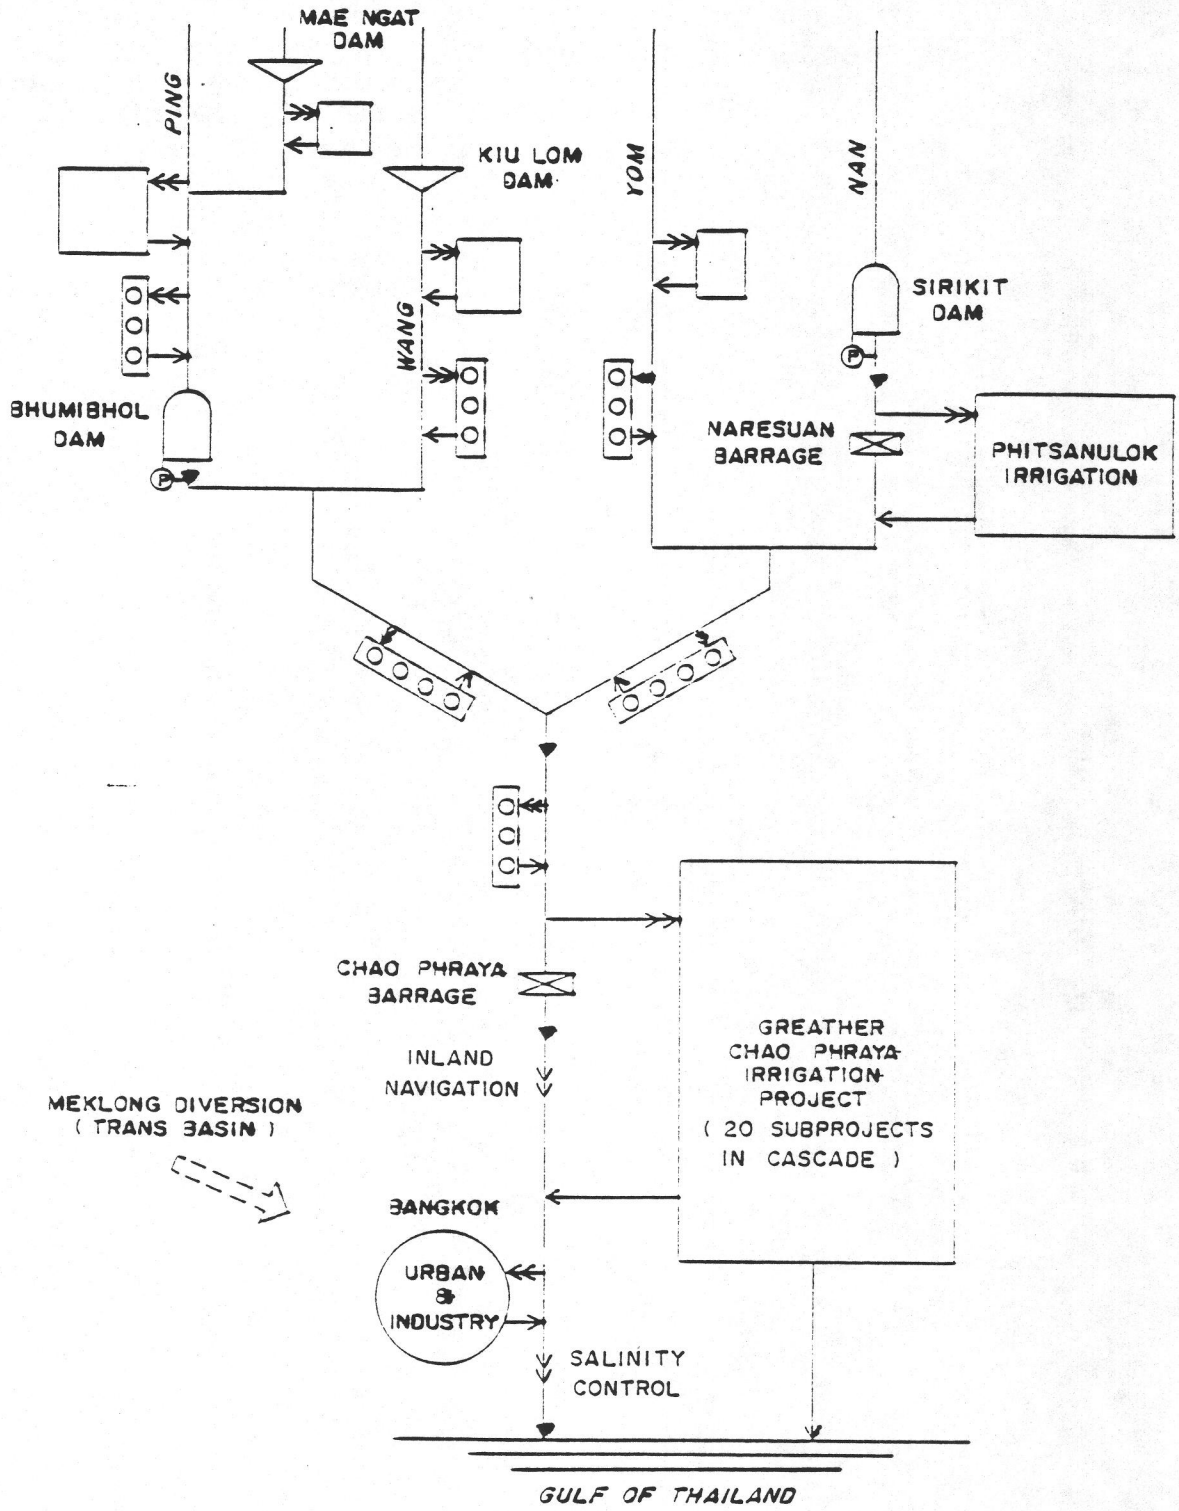 MAE NGAT
DAM
PING
KIU LOM
DAM
YOM
NAN
SIRIKIT
DAM
P
WANG
BHUMIBHOL
DAM
P
NARESUAN
BARRAGE
PHITSANULOK
IRRIGATION
CHAO PHRAYA
BARRAGE
GREATHER
CHAO PHRAYA
IRRIGATION
PROJECT
( 20 SUBPROJECTS
IN CASCADE )
INLAND
NAVIGATION
MEKLONG DIVERSION
( TRANS BASIN )
BANGKOK
URBAN
&
INDUSTRY
SALINITY
CONTROL
GULF OF THAILAND